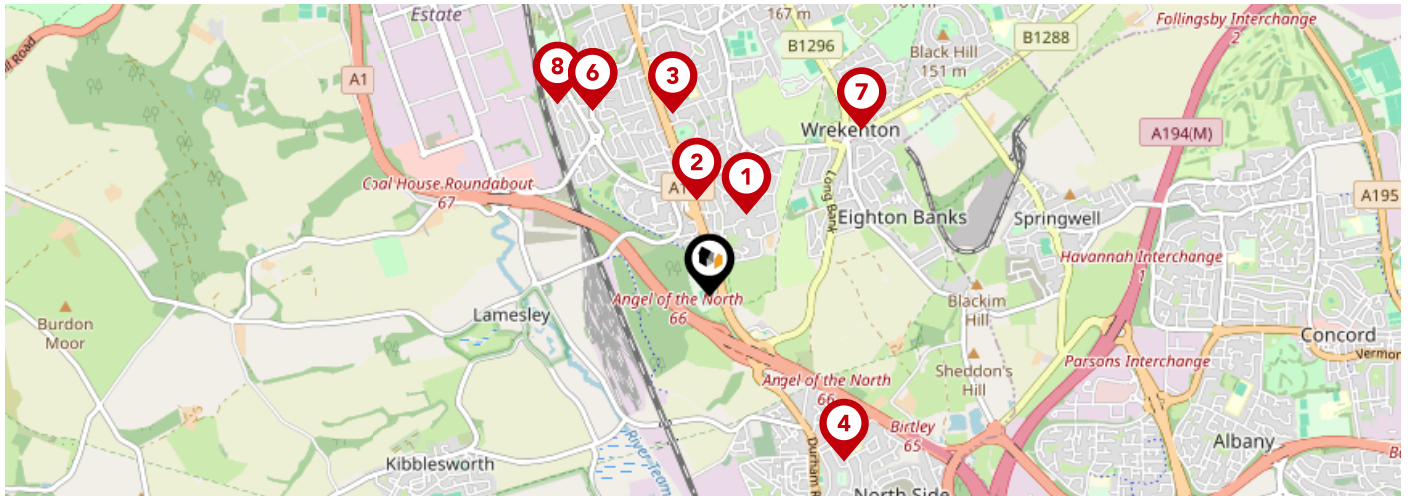 Estate
167 m
B1296
B1288
Follingsby Interchange
2
Black Hill
151 m
A1
8
6
3
7
Wrekenton
A194(M)
Coal House Roundabout
67
2
1
A1
Long Bank
Eighton Banks
Springwell
A195
Havannah Interchange
1
Angel of the North
66
Lamesley
Burdon
Moor
Blackim
Hill
Concord
Parsons Interchange
Sheddon's
Hill
Angel of the North
66
4
Birtley
65
Albany
Kibblesworth
River Team
North Side